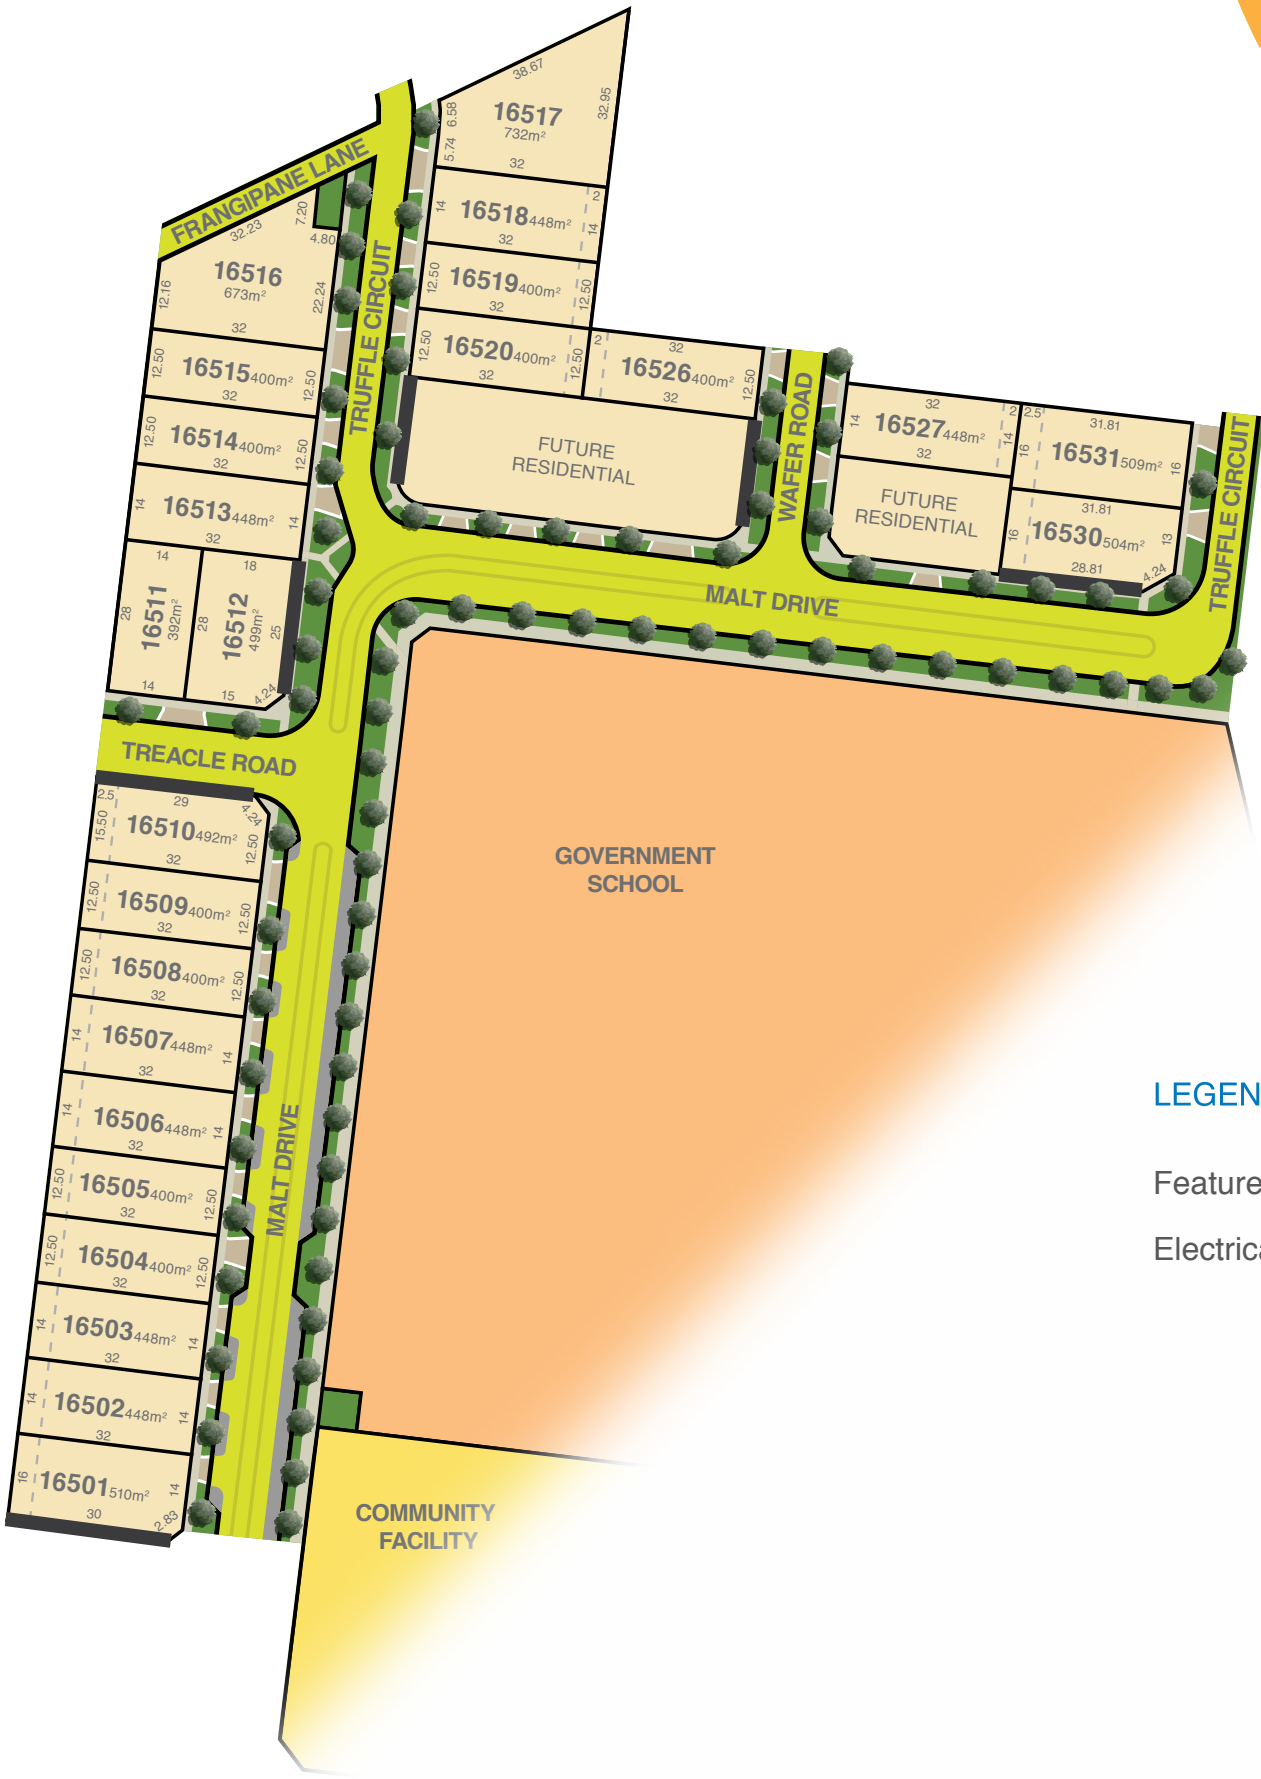 38.67
6.58
16517
732m²
32.95
5.74
32
FRANGIPANE LANE
7.20
32.23
4.80
16516
673m²
12.16
22.24
32
TRUFFLE CIRCUIT
14
16518 448m²
2
14
32
12.50
16519 400m²
12.50
32
12.50
16520 400m²
12.50
32
2
32
16526 400m²
12.50
32
12.50
16515 400m²
12.50
32
12.50
16514 400m²
12.50
32
14
16513 448m²
14
32
14
28
16511
392m²
14
18
28
16512
499m²
25
15
4.24
FUTURE
RESIDENTIAL
WAFER ROAD
32
2
14
16527 448m²
14
32
FUTURE
RESIDENTIAL
2.5
31.81
16
16531 509m²
16
31.81
16
16530 504m²
13
28.81
4.24
TRUFFLE CIRCUIT
MALT DRIVE
TREACLE ROAD
2.5
29
4.24
15.50
16510 492m²
12.50
32
12.50
16509 400m²
12.50
32
12.50
16508 400m²
12.50
32
14
16507 448m²
14
32
14
16506 448m²
14
32
12.50
16505 400m²
12.50
32
12.50
16504 400m²
12.50
32
14
16503 448m²
14
32
14
16502 448m²
14
32
16
16501 510m²
14
30
2.83
MALT DRIVE
GOVERNMENT
SCHOOL
COMMUNITY
FACILITY
LEGEN
Feature
Electrica